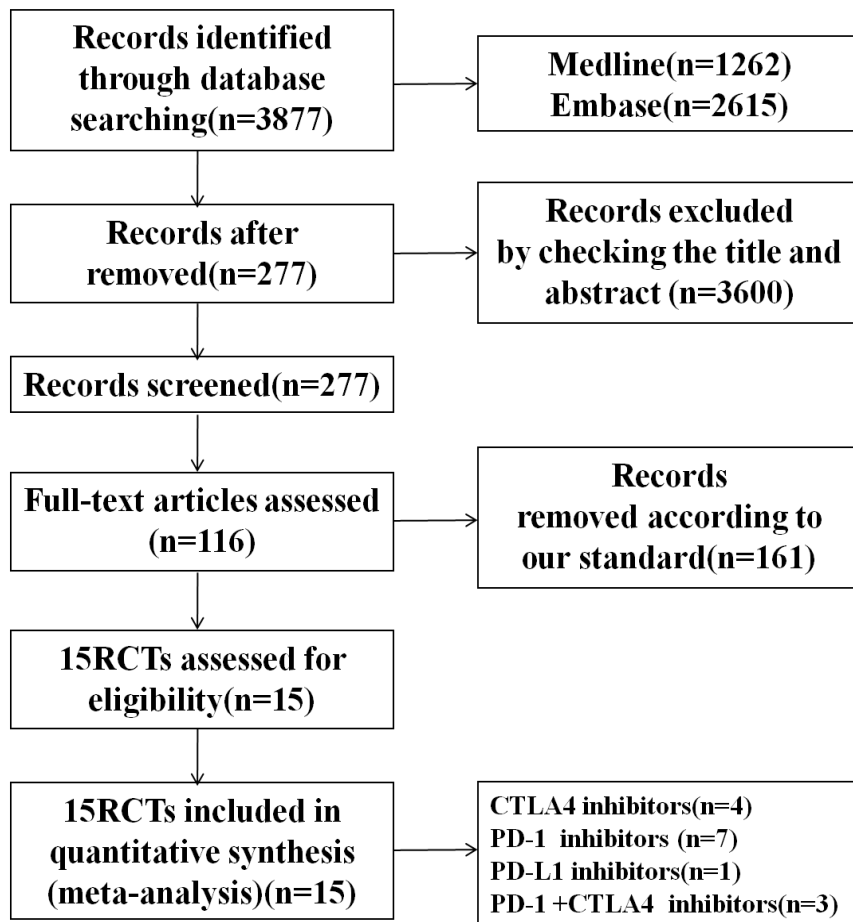 Records identified
through database
searching(n=3877)
Medline(n=1262)
Embase(n=2615)
Records after
removed(n=277)
Records excluded
by checking the title and
abstract (n=3600)
Records screened(n=277)
Full-text articles assessed
(n=116)
Records
removed according to
our standard(n=161)
15RCTs assessed for
eligibility(n=15)
15RCTs included in
quantitative synthesis
(meta-analysis)(n=15)
CTLA4 inhibitors(n=4)
PD-1 inhibitors (n=7)
PD-L1 inhibitors(n=1)
PD-1 +CTLA4 inhibitors(n=3)